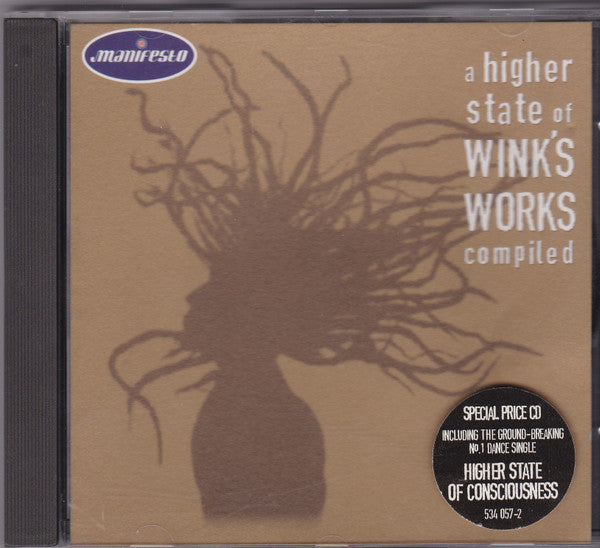 manifesto
a higher
state of
WINK'S
WORKS
compiled
SPECIAL PRICE CD
INCLUDING THE GROUND-BREAKING
No.1 DANCE SINGLE
HIGHER STATE
OF CONSCIOUSNESS
534 057-2